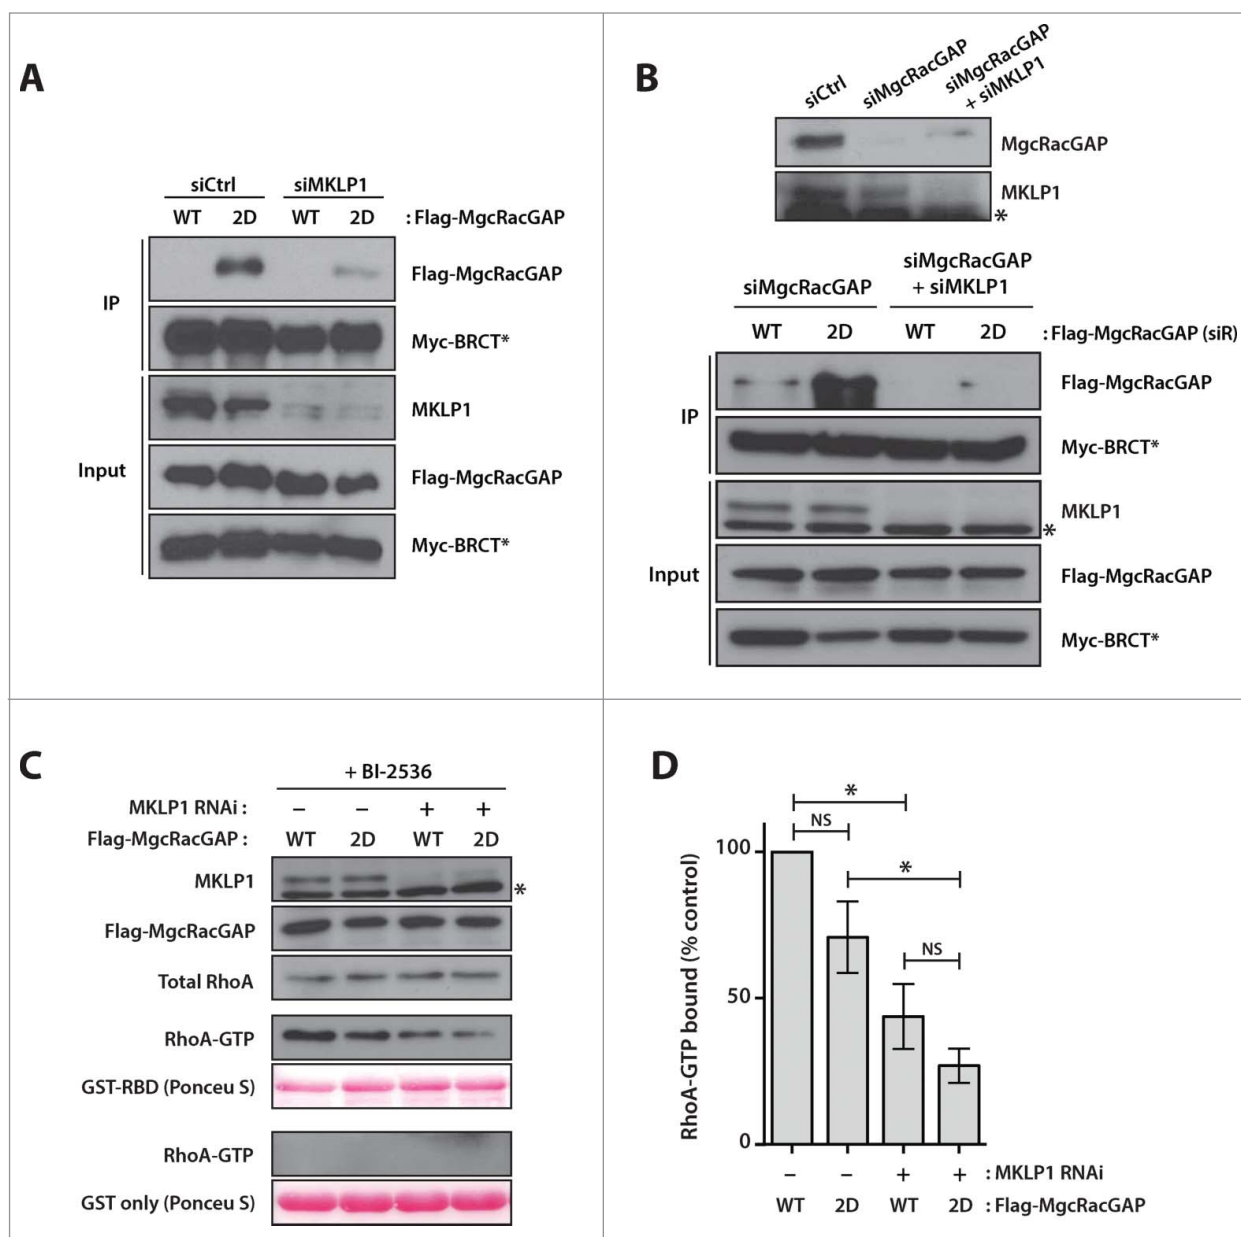 A
siCtrl siMKLP1
WT 2D WT 2D : Flag-MgcRacGAP
IP
Flag-MgcRacGAP
Myc-BRCT*
Input
MKLP1
Flag-MgcRacGAP
Myc-BRCT*
B
siCtrl siMgcRacGAP siMgcRacGAP
+ siMKLP1
MgcRacGAP
MKLP1
*
siMgcRacGAP siMgcRacGAP
+ siMKLP1
WT 2D WT 2D : Flag-MgcRacGAP (siR)
IP
Flag-MgcRacGAP
Myc-BRCT*
Input
MKLP1
*
Flag-MgcRacGAP
Myc-BRCT*
C
+ BI-2536
MKLP1 RNAi : – – + +
Flag-MgcRacGAP : WT 2D WT 2D
MKLP1 *
Flag-MgcRacGAP
Total RhoA
RhoA-GTP
GST-RBD (Ponceu S)
RhoA-GTP
GST only (Ponceu S)
D
*
NS
*
NS
RhoA-GTP bound (% control)
100
50
0
– – + + : MKLP1 RNAi
WT 2D WT 2D : Flag-MgcRacGAP